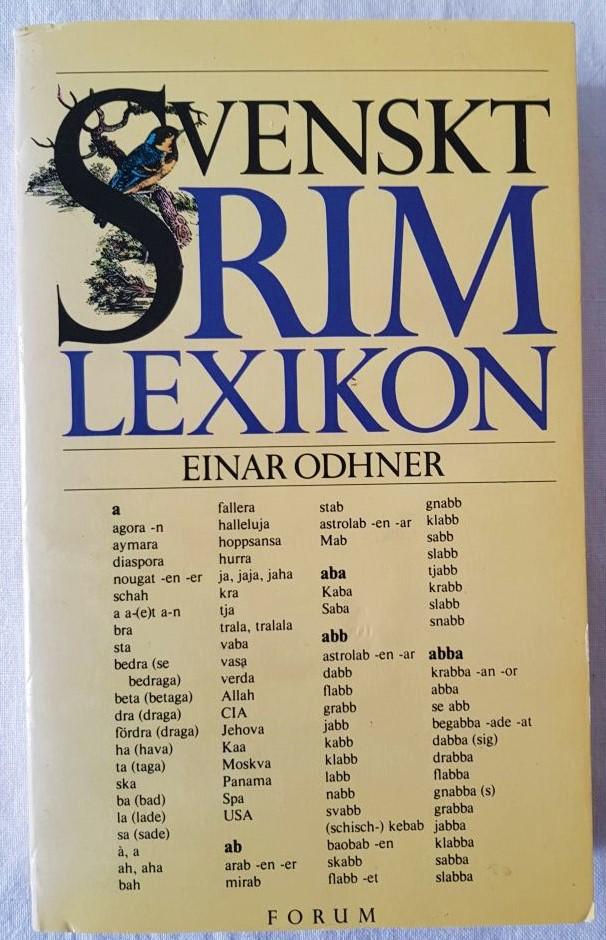 SVENSKT
RIM
LEXIKON
EINAR ODHNER
a
agora -n
aymara
diaspora
nougat -en -er
schah
a a-(e)t a-n
bra
sta
bedra (se
bedraga)
beta (betaga)
dra (draga)
fördra (draga)
ha (hava)
ta (taga)
ska
ba (bad)
la (lade)
sa (sade)
à, a
ah, aha
bah
fallera
halleluja
hoppsansa
hurra
ja, jaja, jaha
kra
tja
trala, tralala
vaba
vasa
verda
Allah
CIA
Jehova
Kaa
Moskva
Panama
Spa
USA
ab
arab -en -er
mirab
stab
astrolab -en -ar
Mab
aba
Kaba
Saba
abb
astrolab -en -ar
dabb
flabb
grabb
jabb
kabb
klabb
labb
nabb
svabb
(schisch-) kebab
baobab -en
skabb
flabb -et
gnabb
klabb
sabb
slabb
tjabb
krabb
slabb
snabb
abba
krabba -an -or
abba
se abb
begabba -ade -at
dabba (sig)
drabba
flabba
gnabba (s)
grabba
jabba
klabba
sabba
slabba
FORUM